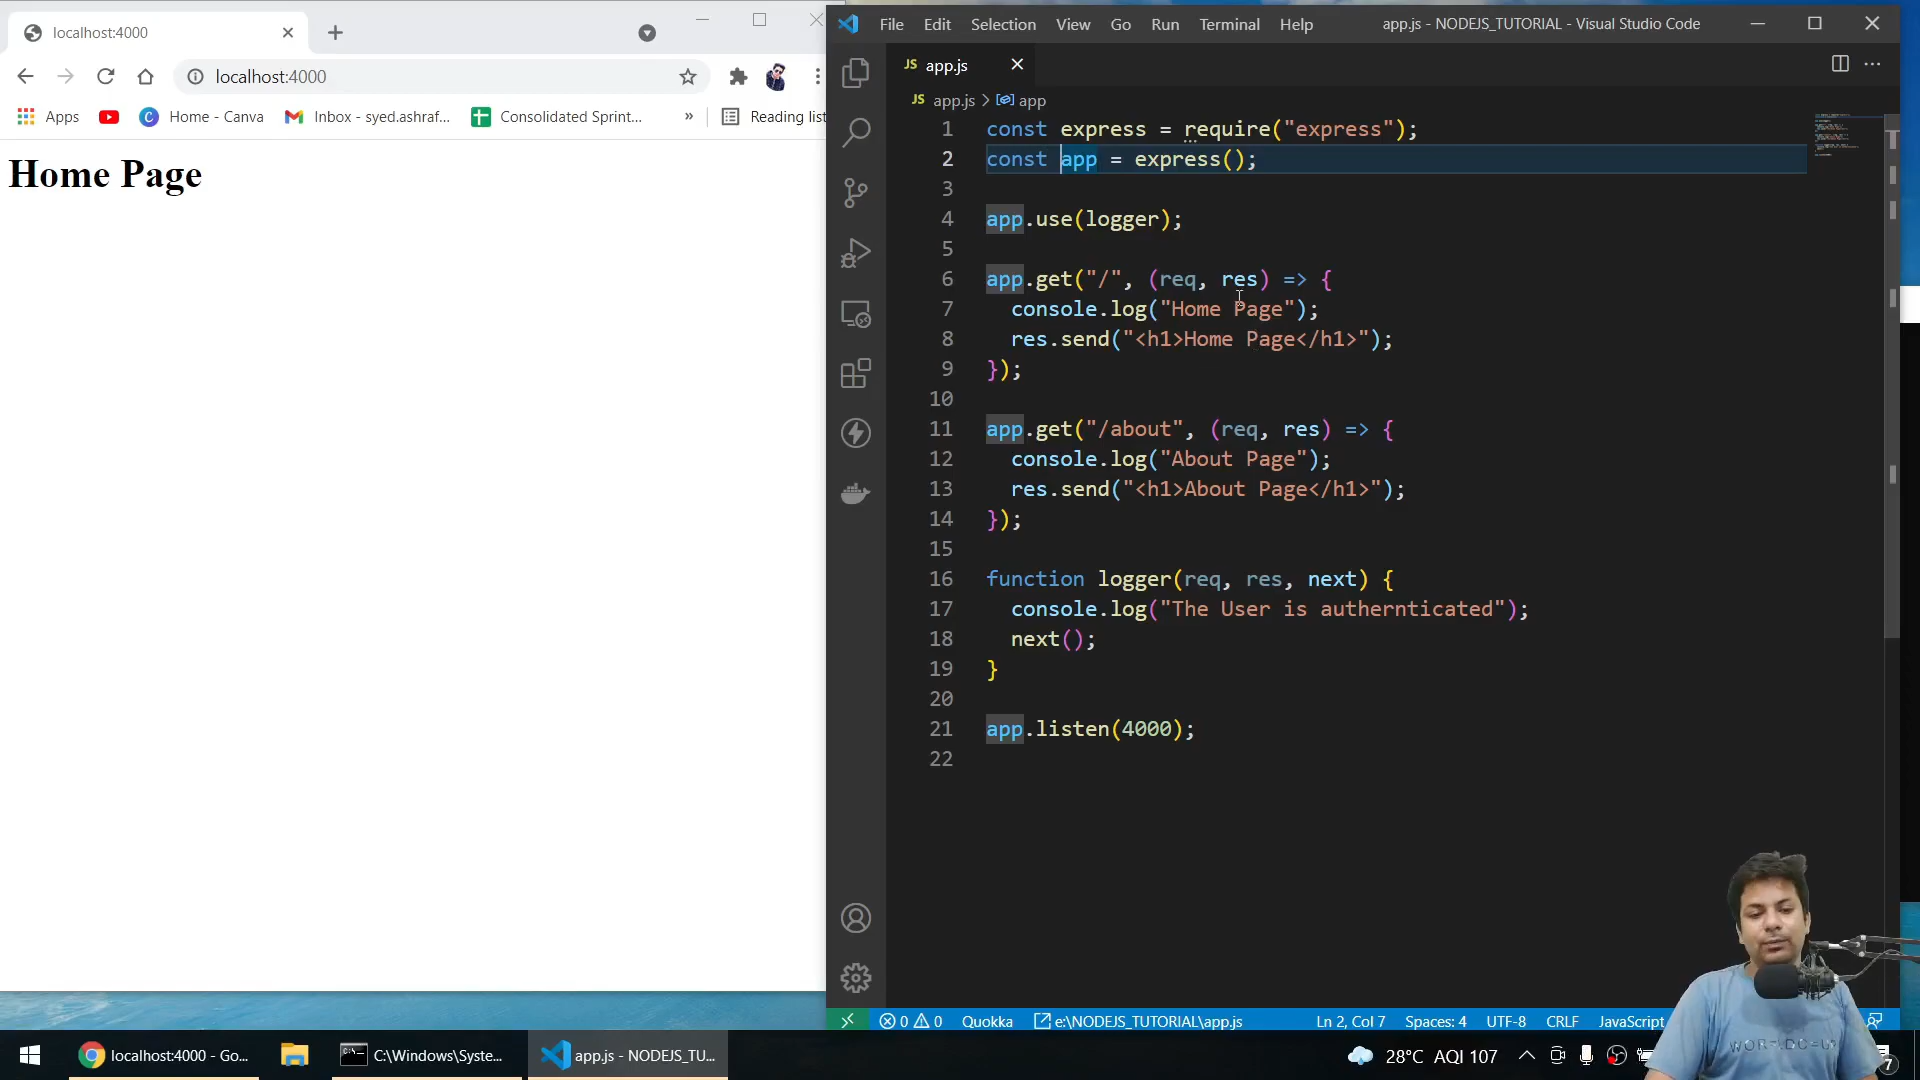 localhost:4000
localhost:4000
Apps
Home - Canva
Inbox - syed.ashraf...
Consolidated Sprint...
»
Reading list
Home Page
File Edit Selection View Go Run Terminal Help
app.js - NODEJS_TUTORIAL - Visual Studio Code
JS app.js
JS app.js > app
1 const express = require("express");
2 const app = express();
3
4 app.use(logger);
5
6 app.get("/", (req, res) => {
7 console.log("Home Page");
8 res.send("<h1>Home Page</h1>");
9 });
10
11 app.get("/about", (req, res) => {
12 console.log("About Page");
13 res.send("<h1>About Page</h1>");
14 });
15
16 function logger(req, res, next) {
17 console.log("The User is authernticated");
18 next();
19 }
20
21 app.listen(4000);
22
0 0 Quokka e:\NODEJS_TUTORIAL\app.js Ln 2, Col 7 Spaces: 4 UTF-8 CRLF JavaScript
localhost:4000 - Go...
C:\Windows\Syste...
app.js - NODEJS_TU...
28°C AQI 107
7